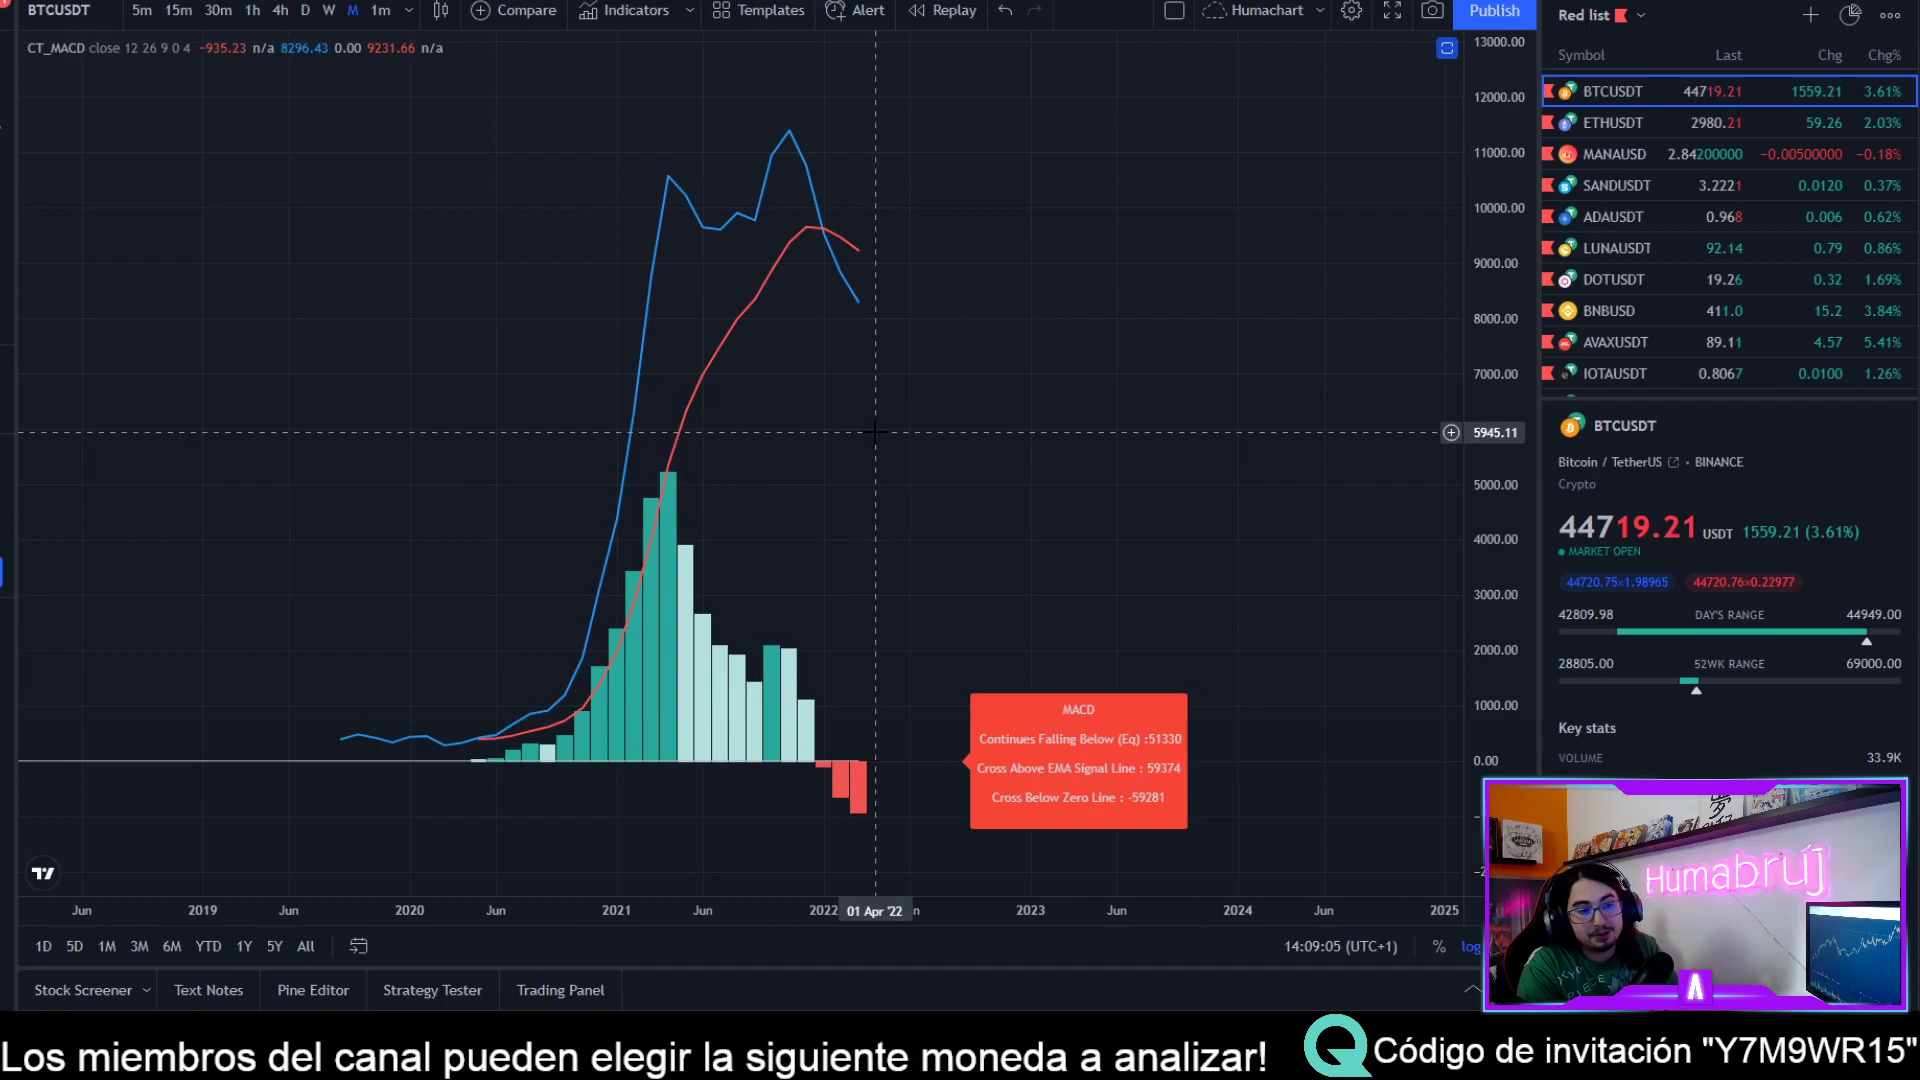 BTCUSDT 5m 15m 30m 1h 4h D W M 1m Compare Indicators Templates Alert Replay Humachart Publish
CT_MACD close 12 26 9 0 4 −935.23 n/a 8296.43 0.00 9231.66 n/a
13000.00
12000.00
11000.00
10000.00
9000.00
8000.00
7000.00
5945.11
5000.00
4000.00
3000.00
2000.00
1000.00
0.00
MACD
Continues Falling Below (Eq) :51330
Cross Above EMA Signal Line : 59374
Cross Below Zero Line : -59281
Jun 2019 Jun 2020 Jun 2021 Jun 2022 01 Apr '22 2023 Jun 2024 Jun 2025
1D 5D 1M 3M 6M YTD 1Y 5Y All
14:09:05 (UTC+1) % log
Stock Screener Text Notes Pine Editor Strategy Tester Trading Panel
Red list
Symbol Last Chg Chg%
BTCUSDT 44719.21 1559.21 3.61%
ETHUSDT 2980.21 59.26 2.03%
MANAUSD 2.84200000 −0.00500000 −0.18%
SANDUSDT 3.2221 0.0120 0.37%
ADAUSDT 0.968 0.006 0.62%
LUNAUSDT 92.14 0.79 0.86%
DOTUSDT 19.26 0.32 1.69%
BNBUSD 411.0 15.2 3.84%
AVAXUSDT 89.11 4.57 5.41%
IOTAUSDT 0.8067 0.0100 1.26%
BTCUSDT
Bitcoin / TetherUS • BINANCE
Crypto
44719.21 USDT 1559.21 (3.61%)
MARKET OPEN
44720.75×1.98965 44720.76×0.22977
42809.98 DAY'S RANGE 44949.00
28805.00 52WK RANGE 69000.00
Key stats
VOLUME 33.9K
夢
Humabruj
Los miembros del canal pueden elegir la siguiente moneda a analizar!
Código de invitación "Y7M9WR15"